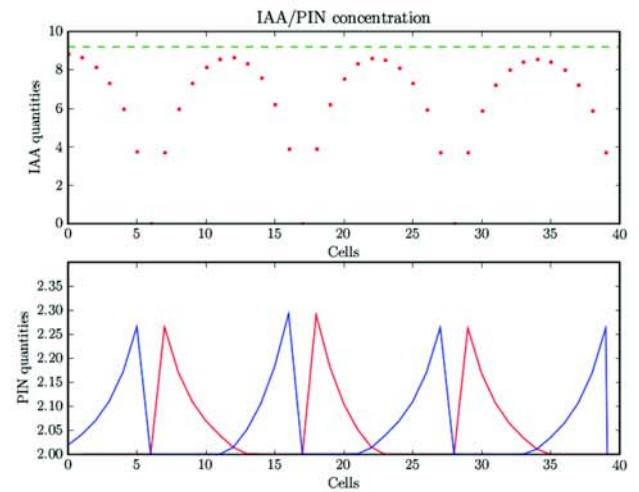 IAA/PIN concentration
10
8
6
4
2
0
IAA quantities
0 5 10 15 20 25 30 35 40
Cells
2.35
2.30
2.25
2.20
2.15
2.10
2.05
2.00
PIN quantities
0 5 10 15 20 25 30 35 40
Cells